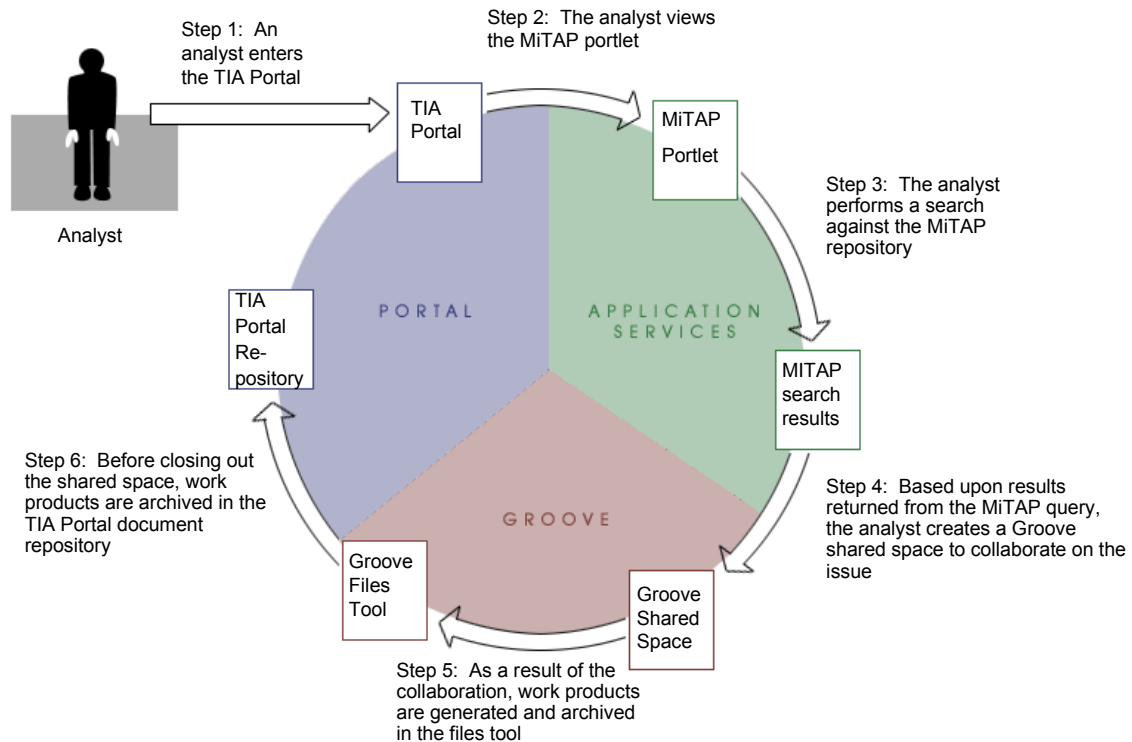 Step 1: An
analyst enters
the TIA Portal
Step 2: The analyst views
the MiTAP portlet
TIA
Portal
MiTAP
Portlet
Step 3: The analyst
performs a search
against the MiTAP
repository
Analyst
TIA
Portal
Re-
pository
PORTAL
APPLICATION
SERVICES
MITAP
search
results
Step 6: Before closing out
the shared space, work
products are archived in the
TIA Portal document
repository
GROOVE
Step 4: Based upon results
returned from the MiTAP query,
the analyst creates a Groove
shared space to collaborate on the
issue
Groove
Files
Tool
Groove
Shared
Space
Step 5: As a result of the
collaboration, work products
are generated and archived
in the files tool